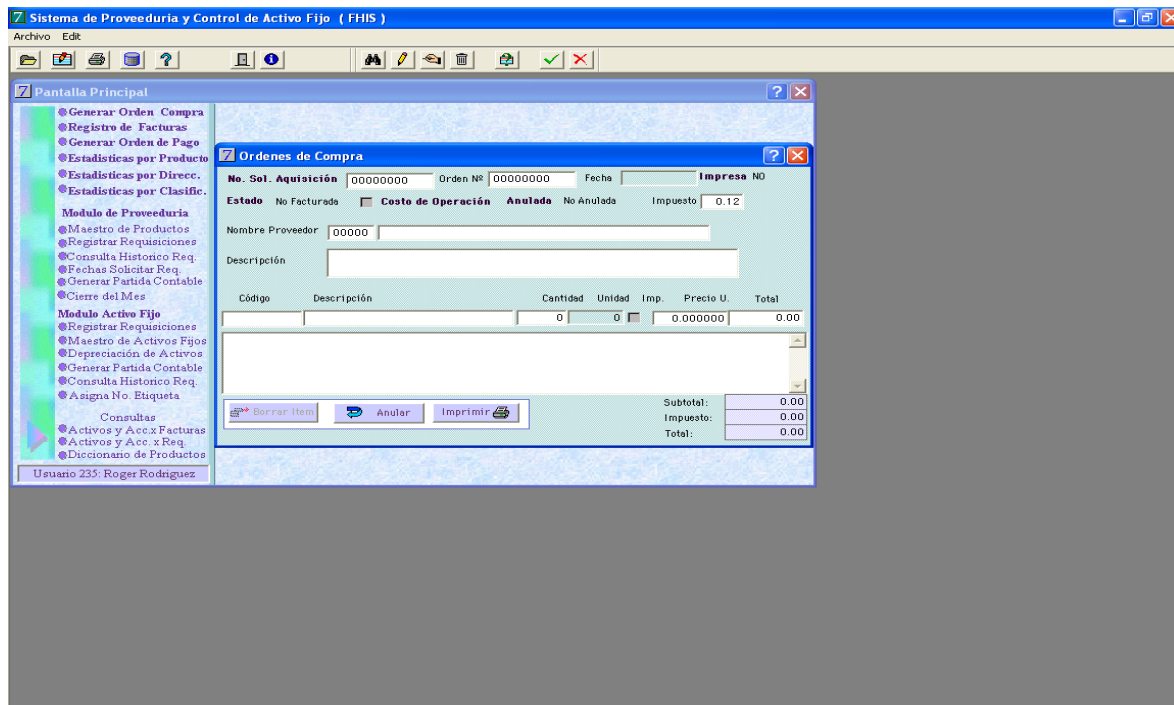 7 Sistema de Proveeduria y Control de Activo Fijo ( FHIS )
Archivo Edit
7 Pantalla Principal
Generar Orden Compra
Registro de Facturas
Generar Orden de Pago
Estadisticas por Producto
Estadisticas por Direcc.
Estadisticas por Clasific.
Modulo de Proveeduria
Maestro de Productos
Registrar Requisiciones
Consulta Historico Req.
Fechas Solicitar Req.
Generar Partida Contable
Cierre del Mes
Modulo Activo Fijo
Registrar Requisiciones
Maestro de Activos Fijos
Depreciación de Activos
Generar Partida Contable
Consulta Historico Req.
Asigna No. Etiqueta
Consultas
Activos y Acc.x Facturas
Activos y Acc. x Req.
Diccionario de Productos
Usuario 235: Roger Rodriguez
7 Ordenes de Compra
No. Sol. Aquisición 00000000 Orden Nº 00000000 Fecha Impresa NO
Estado No Facturada Costo de Operación Anulada No Anulada Impuesto 0.12
Nombre Proveedor 00000
Descripción
Código Descripción Cantidad Unidad Imp. Precio U. Total
0 0 0.000000 0.00
Borrar Item Anular Imprimir
Subtotal: 0.00
Impuesto: 0.00
Total: 0.00